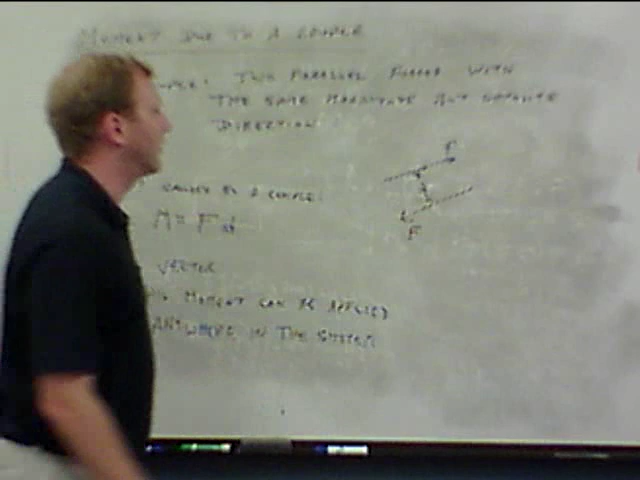 MOMENT DUE TO A COUPLE
TWO PARALLEL FORCES WITH
THE SAME MAGNITUDE BUT OPPOSITE
DIRECTION.
F
CAUSED BY A COUPLE:
M = F d
F
VECTOR
MOMENT CAN BE APPLIED
ANYWHERE IN THE SYSTEM